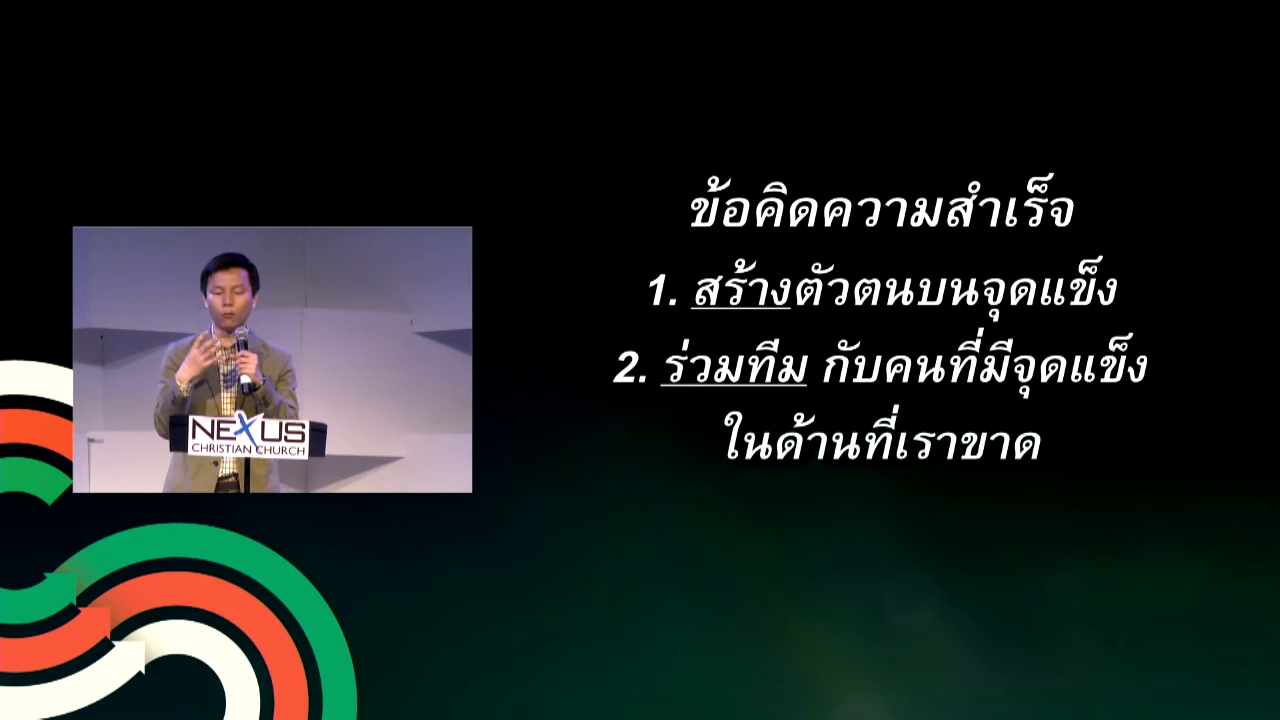 ข้อคิดความสำเร็จ
1. สร้างตัวตนบนจุดแข็ง
2. ร่วมทีม กับคนที่มีจุดแข็ง
ในด้านที่เราขาด
NEXUS
CHRISTIAN CHURCH